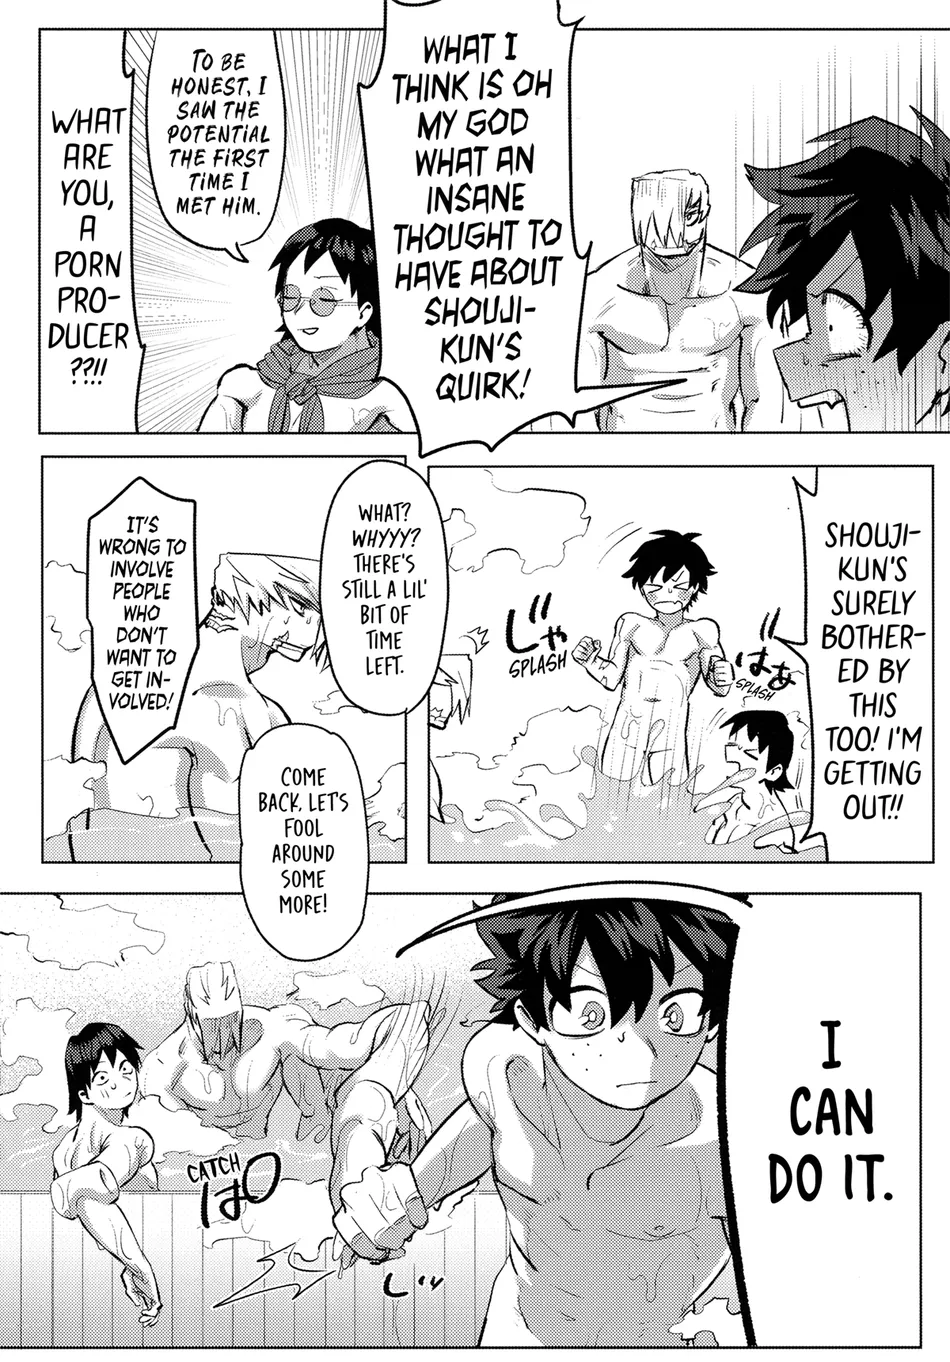 WHAT I
THINK IS OH
MY GOD
WHAT AN
INSANE
THOUGHT TO
HAVE ABOUT
SHOUJI-
KUN'S
QUIRK!
TO BE
HONEST, I
SAW THE
POTENTIAL
THE FIRST
TIME I
MET HIM.
WHAT
ARE
YOU,
A
PORN
PRO-
DUCER
??!!
SHOUJI-
KUN'S
SURELY
BOTHER-
ED BY
THIS
TOO! I'M
GETTING
OUT!!
ばぁ
SPLASH
じゃ
SPLASH
WHAT?
WHYYY?
THERE'S
STILL A LIL'
BIT OF
TIME
LEFT.
IT'S
WRONG TO
INVOLVE
PEOPLE
WHO
DON'T
WANT TO
GET IN-
VOLVED!
COME
BACK. LET'S
FOOL
AROUND
SOME
MORE!
I
CAN
DO IT.
CATCH